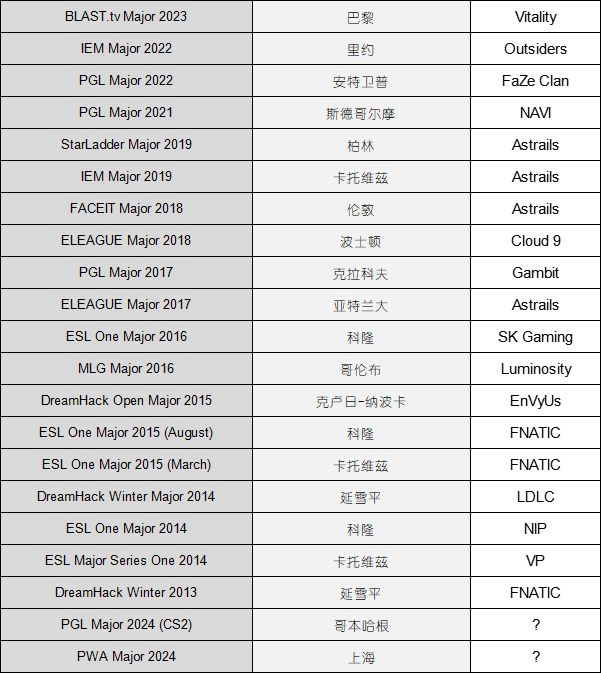 BLAST.tv Major 2023 巴黎 Vitality
IEM Major 2022 里约 Outsiders
PGL Major 2022 安特卫普 FaZe Clan
PGL Major 2021 斯德哥尔摩 NAVI
StarLadder Major 2019 柏林 Astrails
IEM Major 2019 卡托维兹 Astrails
FACEIT Major 2018 伦敦 Astrails
ELEAGUE Major 2018 波士顿 Cloud 9
PGL Major 2017 克拉科夫 Gambit
ELEAGUE Major 2017 亚特兰大 Astrails
ESL One Major 2016 科隆 SK Gaming
MLG Major 2016 哥伦布 Luminosity
DreamHack Open Major 2015 克卢日-纳波卡 EnVyUs
ESL One Major 2015 (August) 科隆 FNATIC
ESL One Major 2015 (March) 卡托维兹 FNATIC
DreamHack Winter Major 2014 延雪平 LDLC
ESL One Major 2014 科隆 NIP
ESL Major Series One 2014 卡托维兹 VP
DreamHack Winter 2013 延雪平 FNATIC
PGL Major 2024 (CS2) 哥本哈根 ?
PWA Major 2024 上海 ?